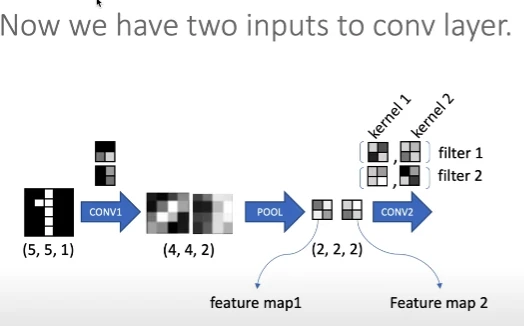 Now we have two inputs to conv layer.
kernel 1
kernel 2
( , ) filter 1
( , ) filter 2
CONV1
POOL
CONV2
(5, 5, 1)
(4, 4, 2)
(2, 2, 2)
feature map1
Feature map 2